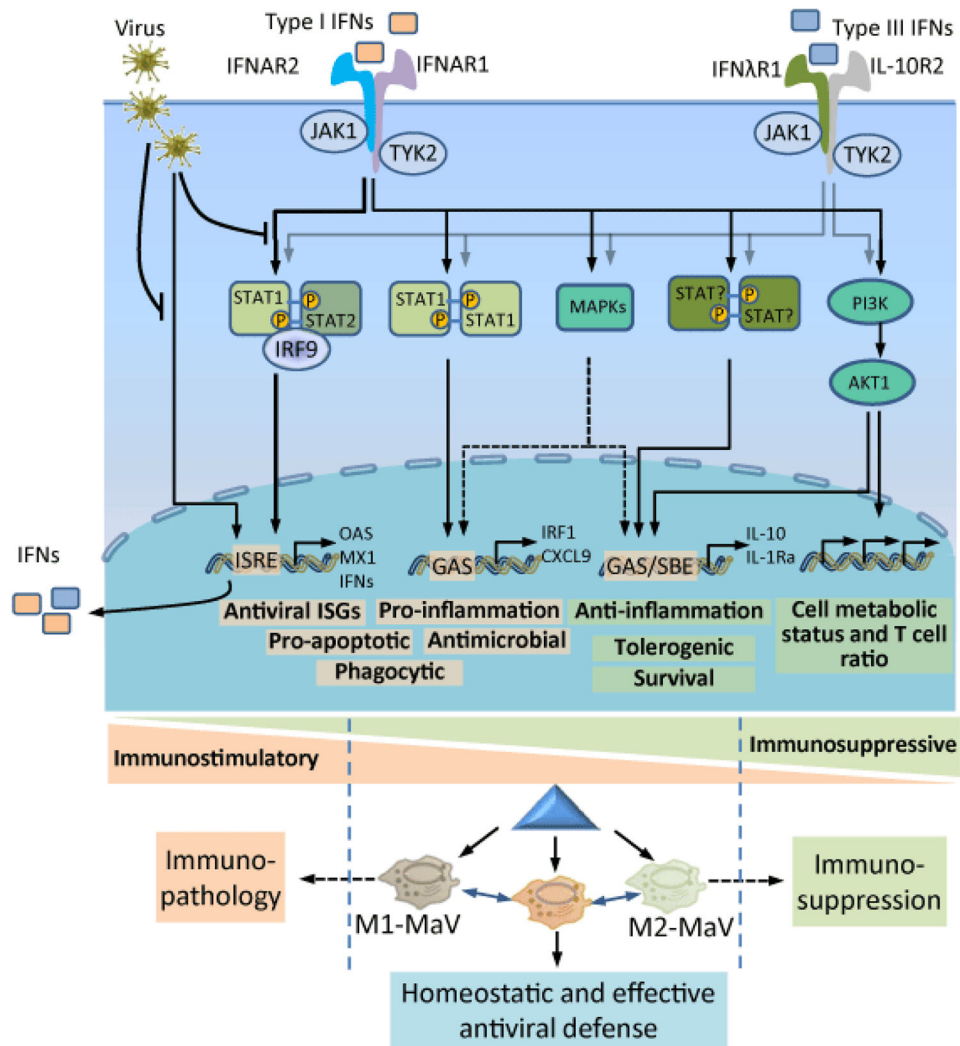 Virus
Type I IFNs
Type III IFNs
IFNAR2
IFNAR1
IFNλR1
IL-10R2
JAK1
TYK2
JAK1
TYK2
STAT1
P
P
STAT2
IRF9
STAT1
P
P
STAT1
MAPKs
STAT?
P
P
STAT?
PI3K
AKT1
IFNs
ISRE
OAS
MX1
IFNs
GAS
IRF1
CXCL9
GAS/SBE
IL-10
IL-1Ra
Antiviral ISGs
Pro-apoptotic
Phagocytic
Pro-inflammation
Antimicrobial
Anti-inflammation
Tolerogenic
Survival
Cell metabolic
status and T cell
ratio
Immunostimulatory
Immunosuppressive
Immuno-
pathology
M1-MaV
M2-MaV
Immuno-
suppression
Homeostatic and effective
antiviral defense